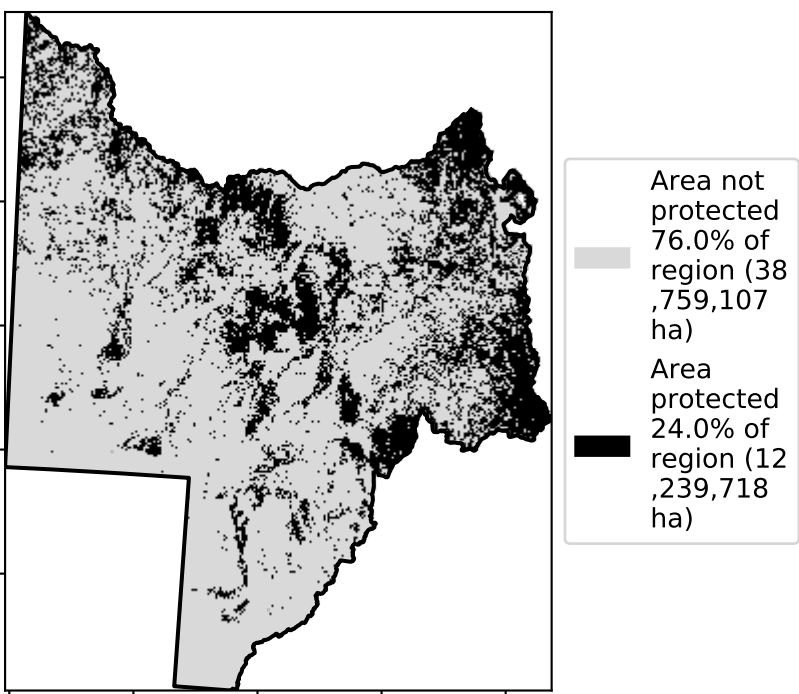 Area not
protected
76.0% of
region (38
,759,107
ha)
Area
protected
24.0% of
region (12
,239,718
ha)